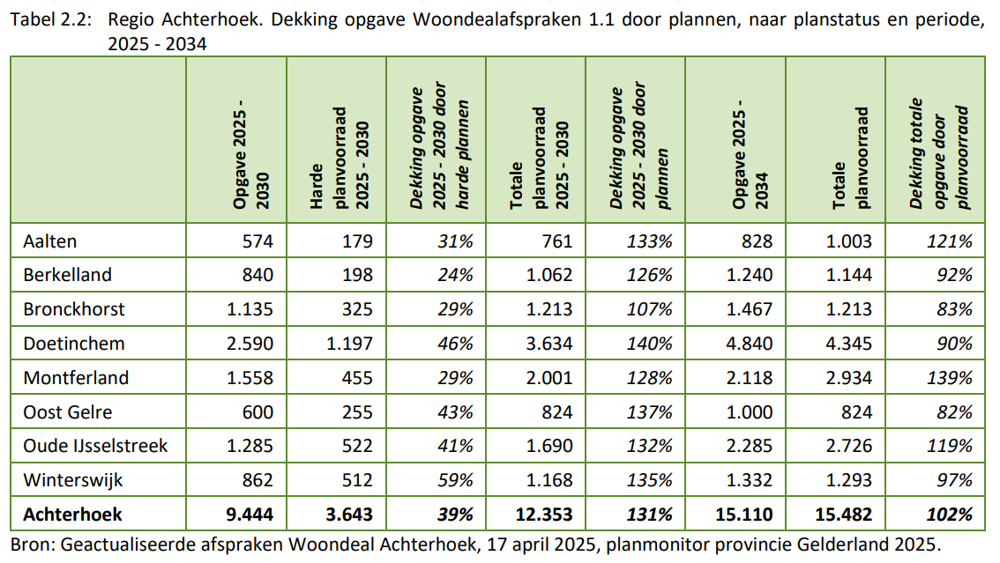 Tabel 2.2: Regio Achterhoek. Dekking opgave Woondealafspraken 1.1 door plannen, naar planstatus en periode,
2025 - 2034
Opgave 2025 -
2030
Harde
planvoorraad
2025 - 2030
Dekking opgave
2025 - 2030 door
harde plannen
Totale
planvoorraad
2025 - 2030
Dekking opgave
2025 - 2030 door
plannen
Opgave 2025 -
2034
Totale
planvoorraad
Dekking totale
opgave door
planvoorraad
Aalten 574 179 31% 761 133% 828 1.003 121%
Berkelland 840 198 24% 1.062 126% 1.240 1.144 92%
Bronckhorst 1.135 325 29% 1.213 107% 1.467 1.213 83%
Doetinchem 2.590 1.197 46% 3.634 140% 4.840 4.345 90%
Montferland 1.558 455 29% 2.001 128% 2.118 2.934 139%
Oost Gelre 600 255 43% 824 137% 1.000 824 82%
Oude IJsselstreek 1.285 522 41% 1.690 132% 2.285 2.726 119%
Winterswijk 862 512 59% 1.168 135% 1.332 1.293 97%
Achterhoek 9.444 3.643 39% 12.353 131% 15.110 15.482 102%
Bron: Geactualiseerde afspraken Woondeal Achterhoek, 17 april 2025, planmonitor provincie Gelderland 2025.